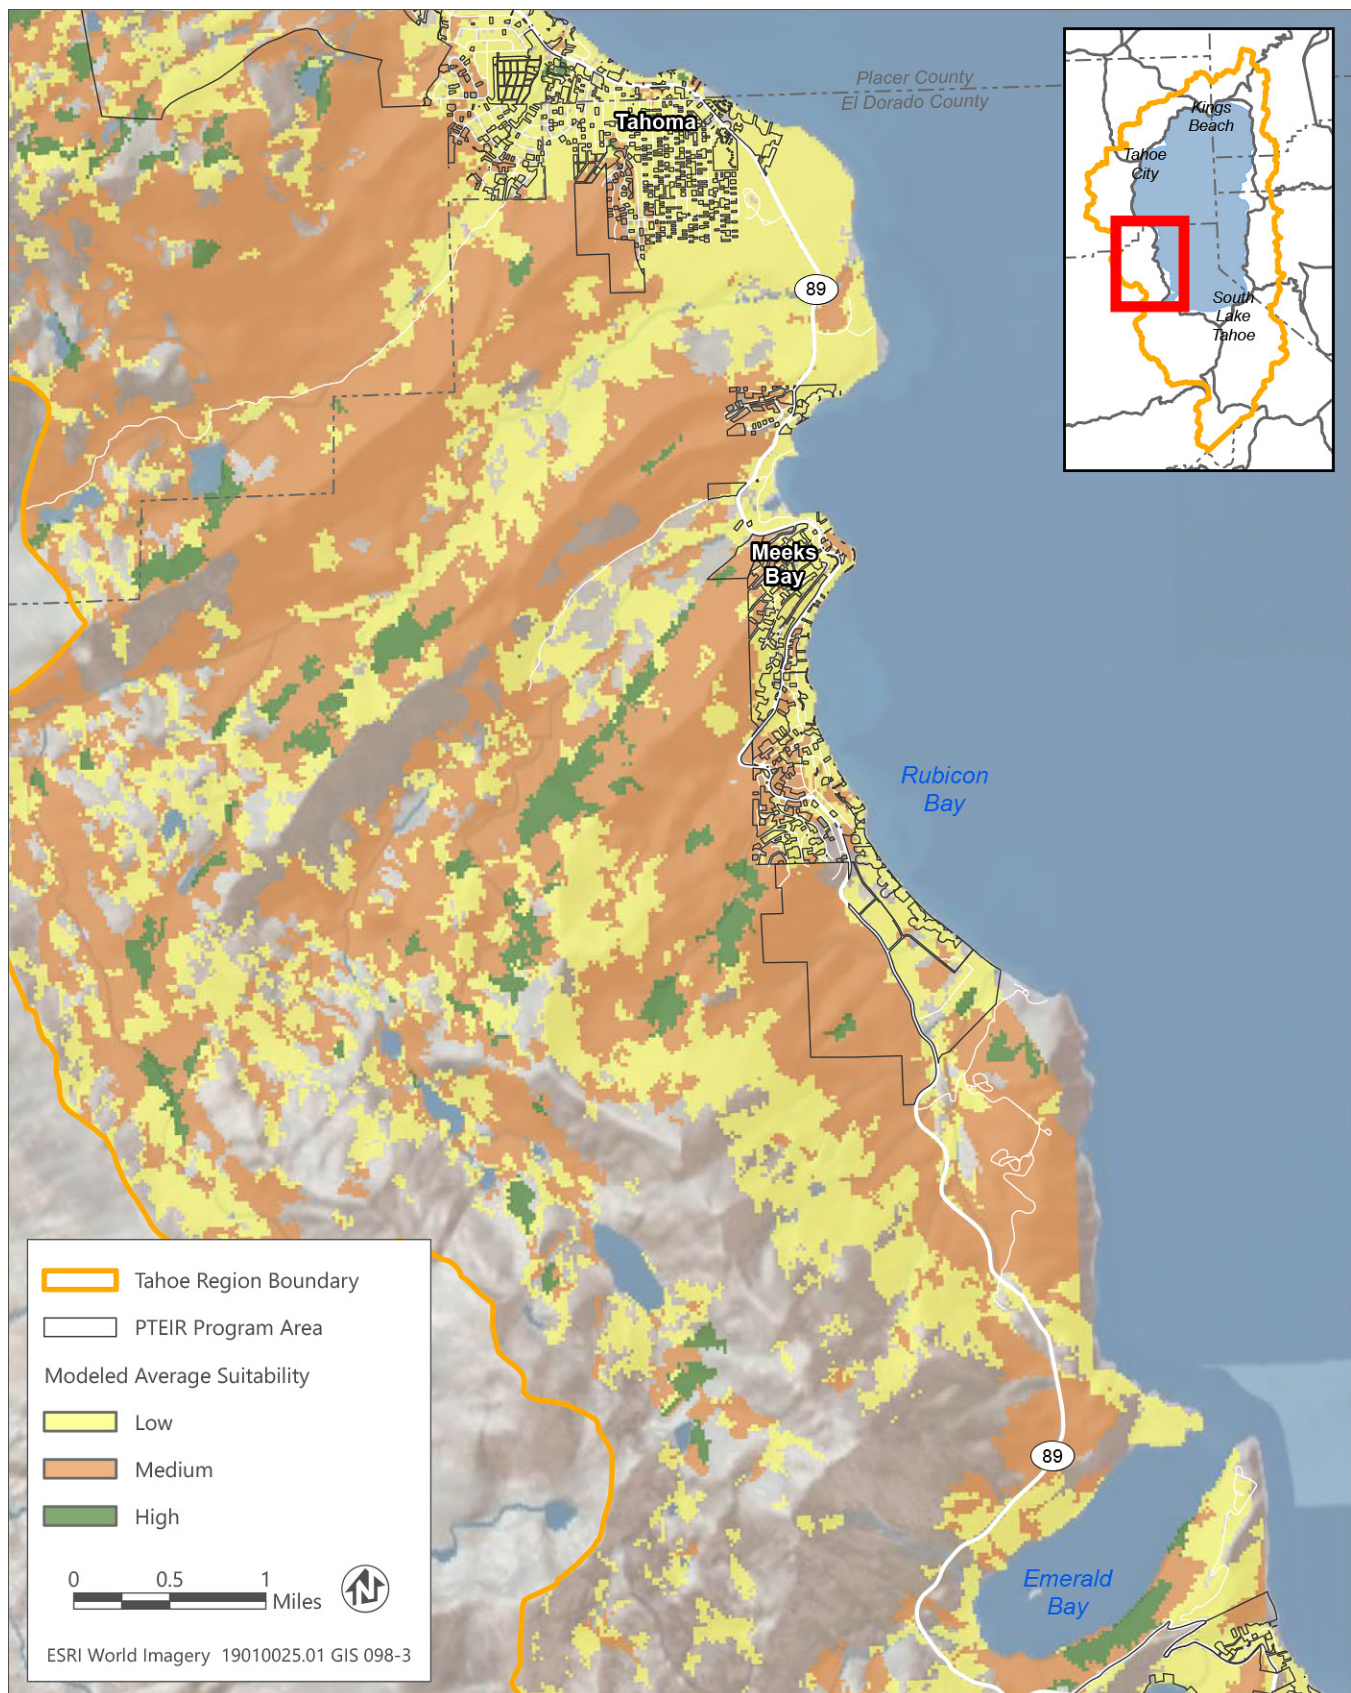 Placer County
El Dorado County
Tahoma
Kings
Beach
Tahoe
City
South
Lake
Tahoe
89
Meeks
Bay
Rubicon
Bay
89
Emerald
Bay
Tahoe Region Boundary
PTEIR Program Area
Modeled Average Suitability
Low
Medium
High
0 0.5 1
Miles
N
ESRI World Imagery 19010025.01 GIS 098-3